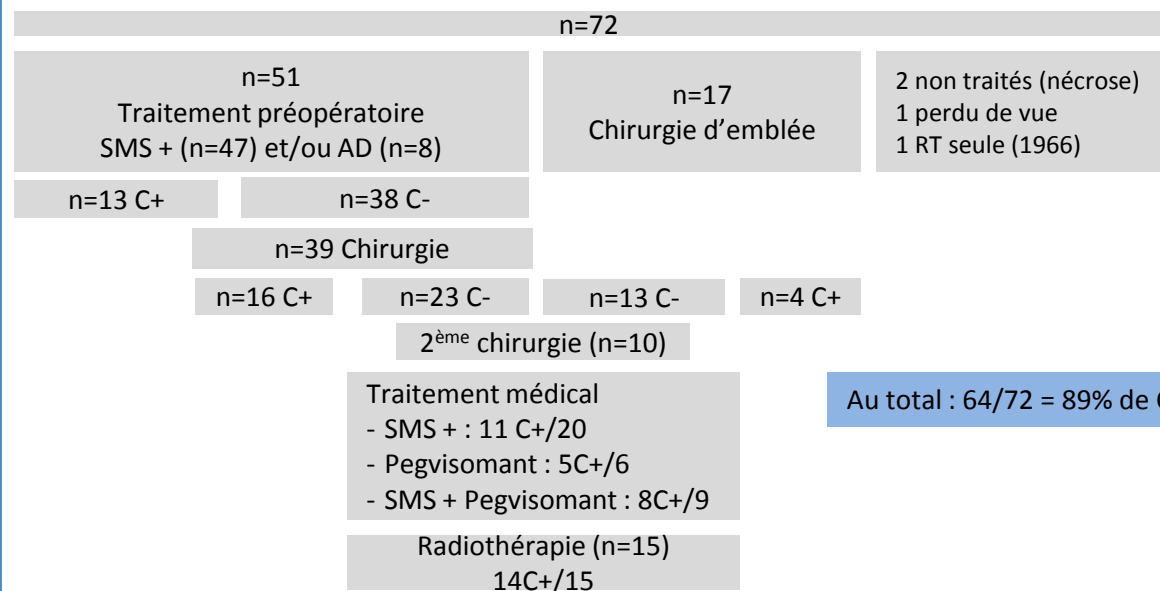 n=72
n=51
Traitement préopératoire
SMS + (n=47) et/ou AD (n=8)
n=17
Chirurgie d’emblée
2 non traités (nécrose)
1 perdu de vue
1 RT seule (1966)
n=13 C+
n=38 C-
n=39 Chirurgie
n=16 C+
n=23 C-
n=13 C-
n=4 C+
2ème chirurgie (n=10)
Traitement médical
- SMS + : 11 C+/20
- Pegvisomant : 5C+/6
- SMS + Pegvisomant : 8C+/9
Au total : 64/72 = 89% de
Radiothérapie (n=15)
14C+/15